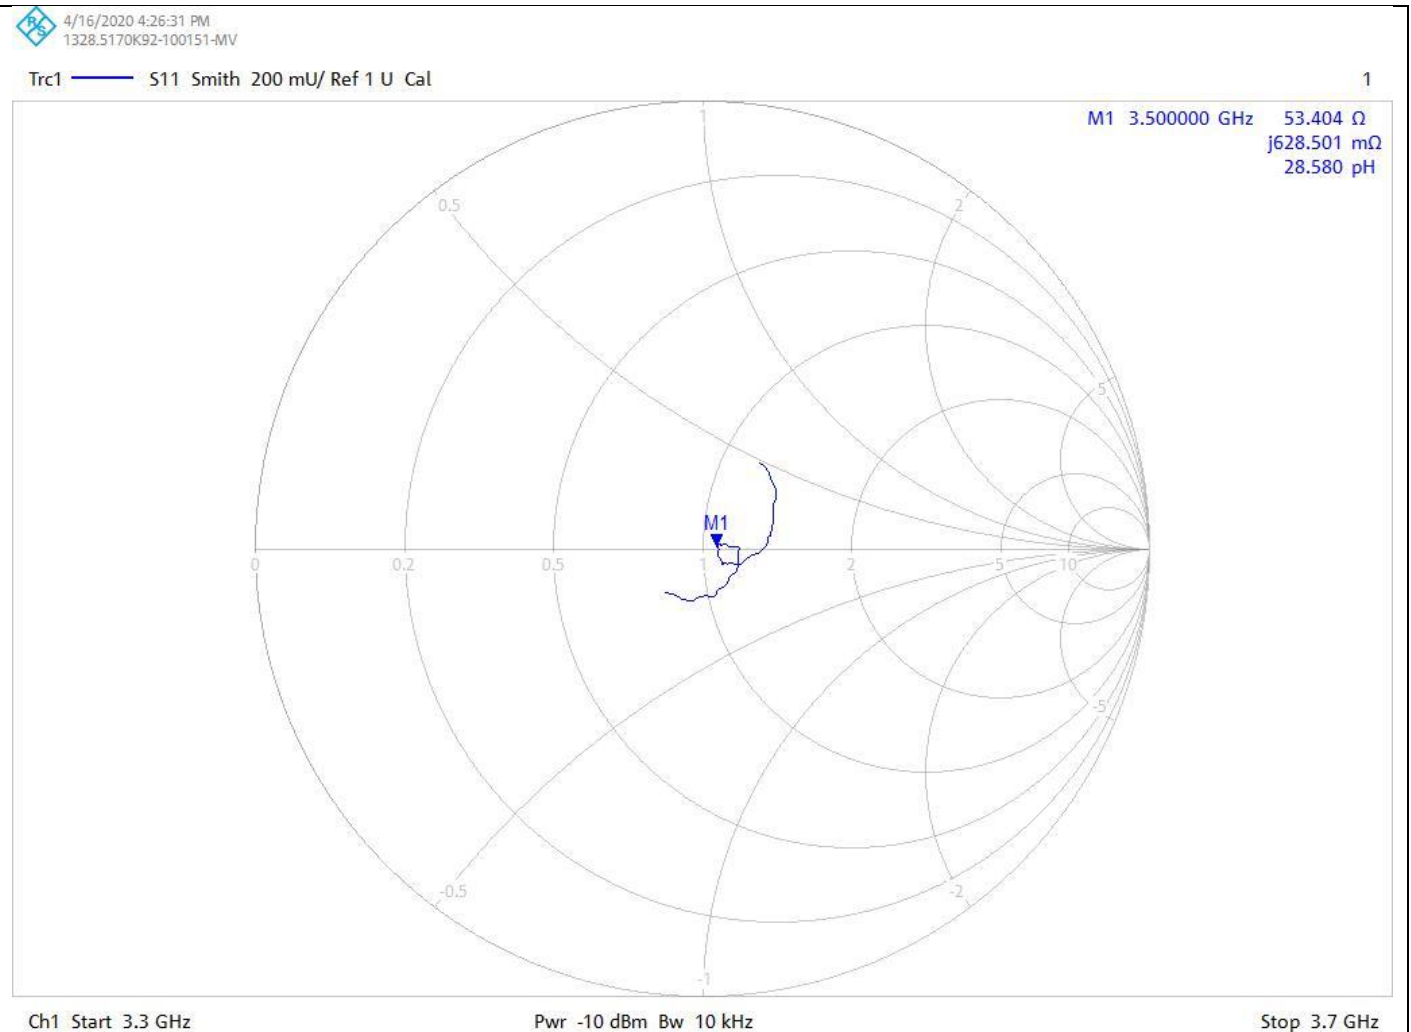 R&S
4/16/2020 4:26:31 PM
1328.5170K92-100151-MV
Trc1 S11 Smith 200 mU/ Ref 1 U Cal 1
M1 3.500000 GHz 53.404 Ω
j628.501 mΩ
28.580 pH
1
0.5 2
5
M1
0 0.2 0.5 1 2 5 10
-5
-0.5 -2
-1
Ch1 Start 3.3 GHz Pwr -10 dBm Bw 10 kHz Stop 3.7 GHz